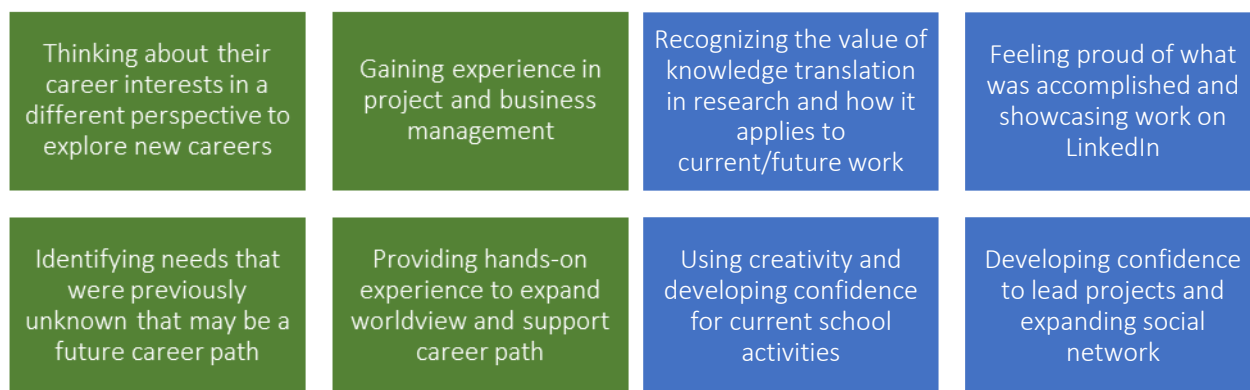 Thinking about their
career interests in a
different perspective to
explore new careers
Gaining experience in
project and business
management
Recognizing the value of
knowledge translation
in research and how it
applies to
current/future work
Feeling proud of what
was accomplished and
showcasing work on
LinkedIn
Identifying needs that
were previously
unknown that may be a
future career path
Providing hands-on
experience to expand
worldview and support
career path
Using creativity and
developing confidence
for current school
activities
Developing confidence
to lead projects and
expanding social
network